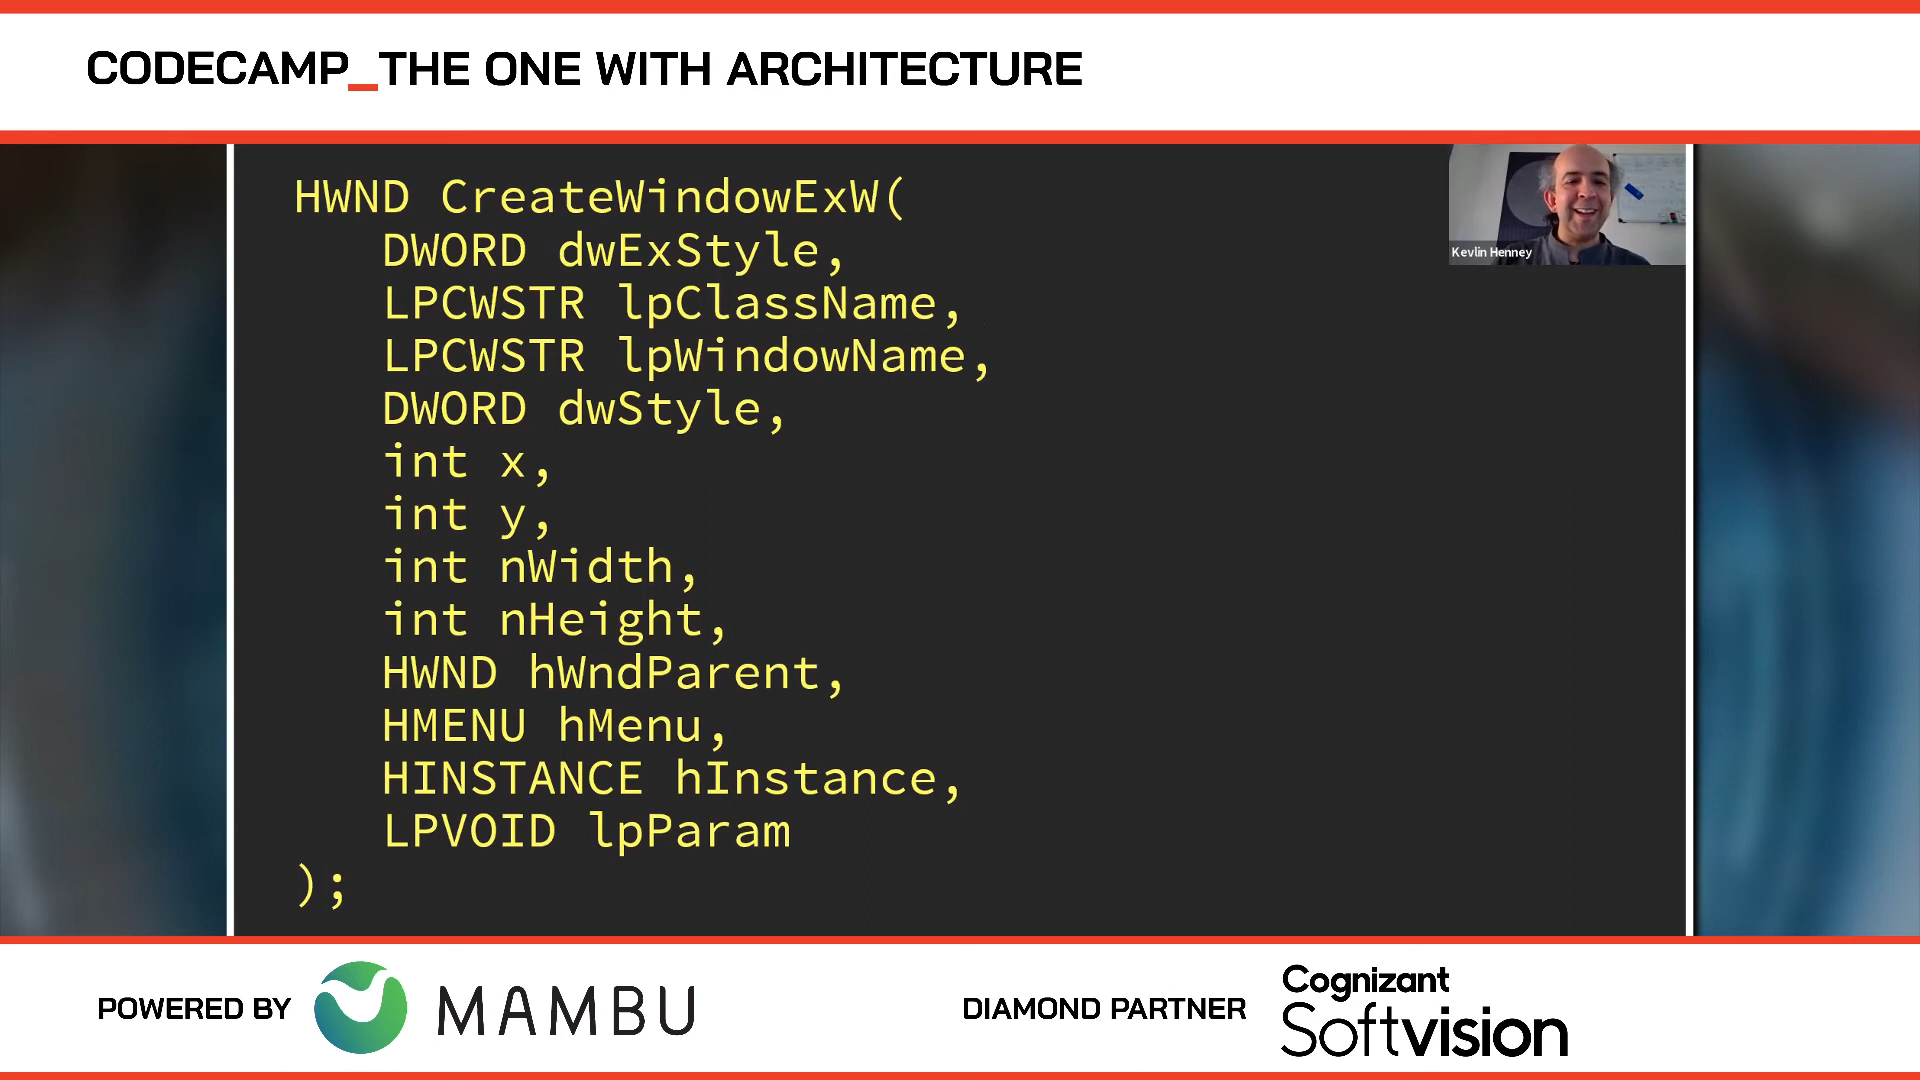 CODECAMP_THE ONE WITH ARCHITECTURE
HWND CreateWindowExW(
DWORD dwExStyle,
LPCWSTR lpClassName,
LPCWSTR lpWindowName,
DWORD dwStyle,
int x,
int y,
int nWidth,
int nHeight,
HWND hWndParent,
HMENU hMenu,
HINSTANCE hInstance,
LPVOID lpParam
);
Kevlin Henney
POWERED BY MAMBU
DIAMOND PARTNER
Cognizant
Softvision